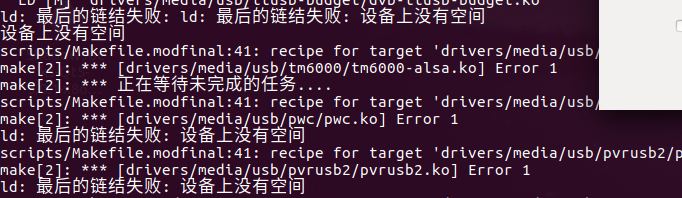 LD [M]  drivers/media/usb/ttusb-budget/dvb-ttusb-budget.ko
ld: 最后的链结失败: ld: 最后的链结失败: 设备上没有空间
设备上没有空间
scripts/Makefile.modfinal:41: recipe for target 'drivers/media/usb/
make[2]: *** [drivers/media/usb/tm6000/tm6000-alsa.ko] Error 1
make[2]: *** 正在等待未完成的任务....
scripts/Makefile.modfinal:41: recipe for target 'drivers/media/usb/
make[2]: *** [drivers/media/usb/pwc/pwc.ko] Error 1
ld: 最后的链结失败: 设备上没有空间
scripts/Makefile.modfinal:41: recipe for target 'drivers/media/usb/pvrusb2/p
make[2]: *** [drivers/media/usb/pvrusb2/pvrusb2.ko] Error 1
ld: 最后的链结失败: 设备上没有空间